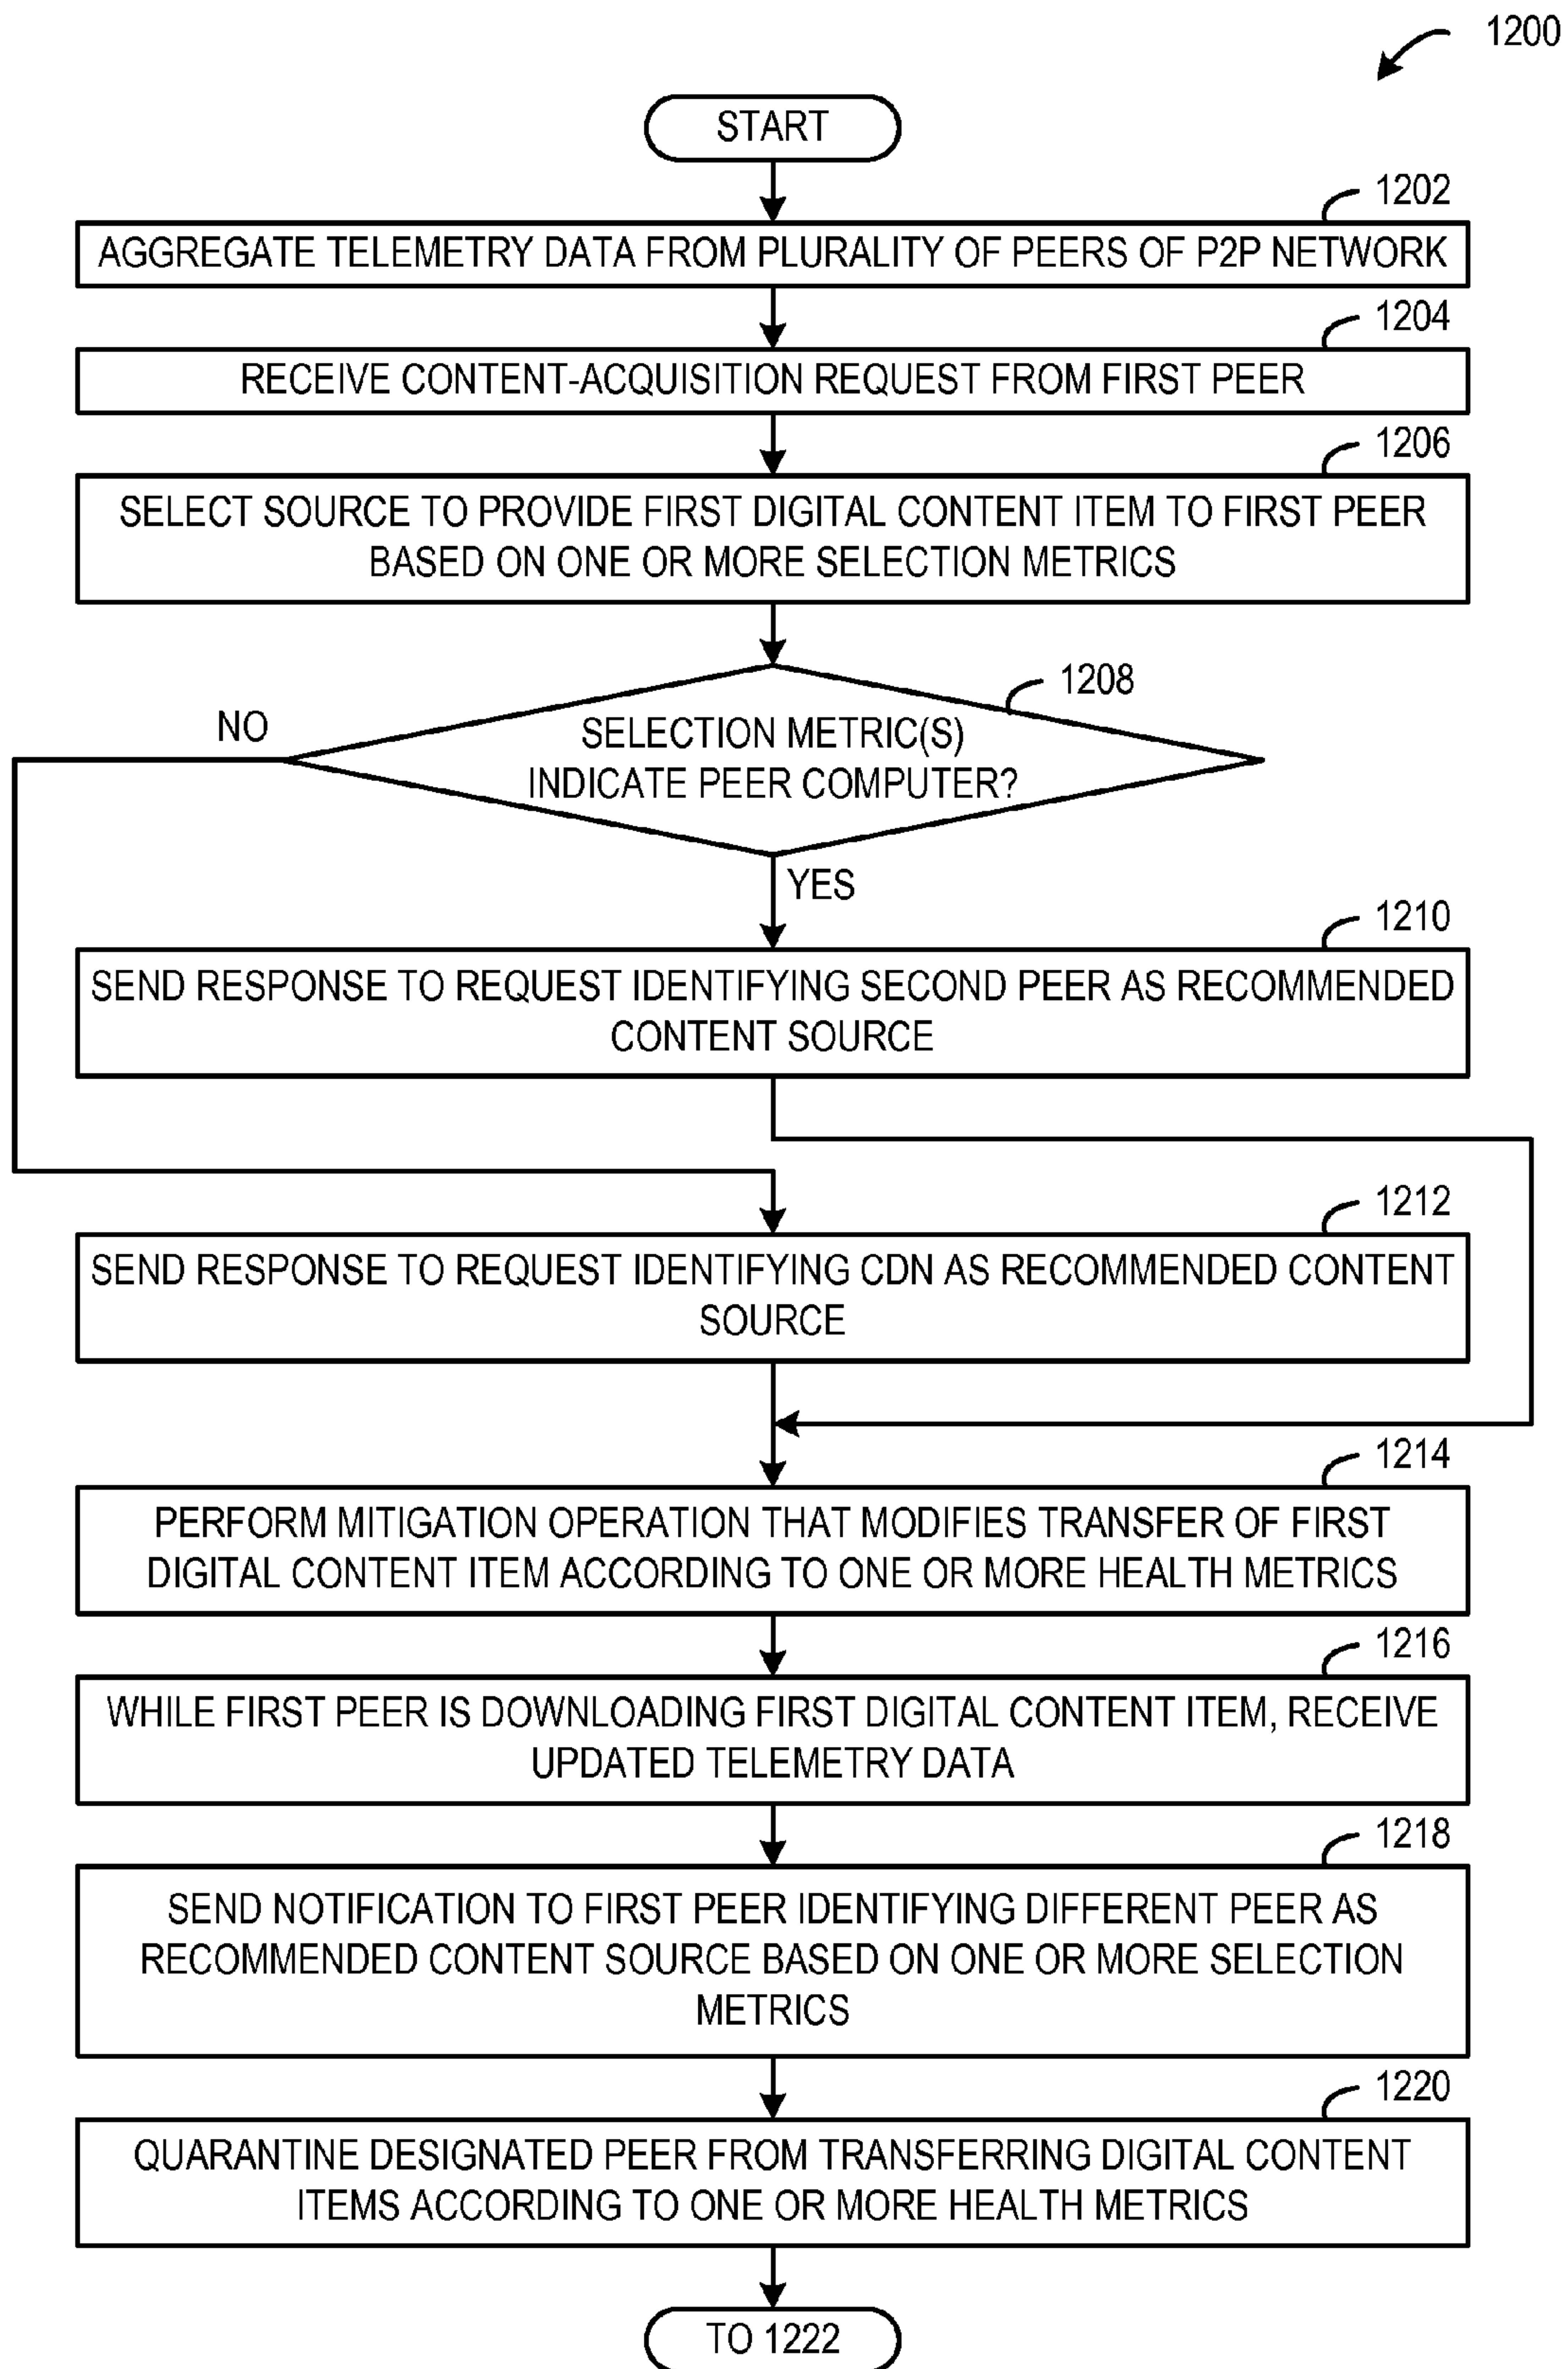 1200
START
1202
AGGREGATE TELEMETRY DATA FROM PLURALITY OF PEERS OF P2P NETWORK
1204
RECEIVE CONTENT-ACQUISITION REQUEST FROM FIRST PEER
1206
SELECT SOURCE TO PROVIDE FIRST DIGITAL CONTENT ITEM TO FIRST PEER
BASED ON ONE OR MORE SELECTION METRICS
1208
NO
SELECTION METRIC(S)
INDICATE PEER COMPUTER?
YES
1210
SEND RESPONSE TO REQUEST IDENTIFYING SECOND PEER AS RECOMMENDED
CONTENT SOURCE
1212
SEND RESPONSE TO REQUEST IDENTIFYING CDN AS RECOMMENDED CONTENT
SOURCE
1214
PERFORM MITIGATION OPERATION THAT MODIFIES TRANSFER OF FIRST
DIGITAL CONTENT ITEM ACCORDING TO ONE OR MORE HEALTH METRICS
1216
WHILE FIRST PEER IS DOWNLOADING FIRST DIGITAL CONTENT ITEM, RECEIVE
UPDATED TELEMETRY DATA
1218
SEND NOTIFICATION TO FIRST PEER IDENTIFYING DIFFERENT PEER AS
RECOMMENDED CONTENT SOURCE BASED ON ONE OR MORE SELECTION
METRICS
1220
QUARANTINE DESIGNATED PEER FROM TRANSFERRING DIGITAL CONTENT
ITEMS ACCORDING TO ONE OR MORE HEALTH METRICS
TO 1222